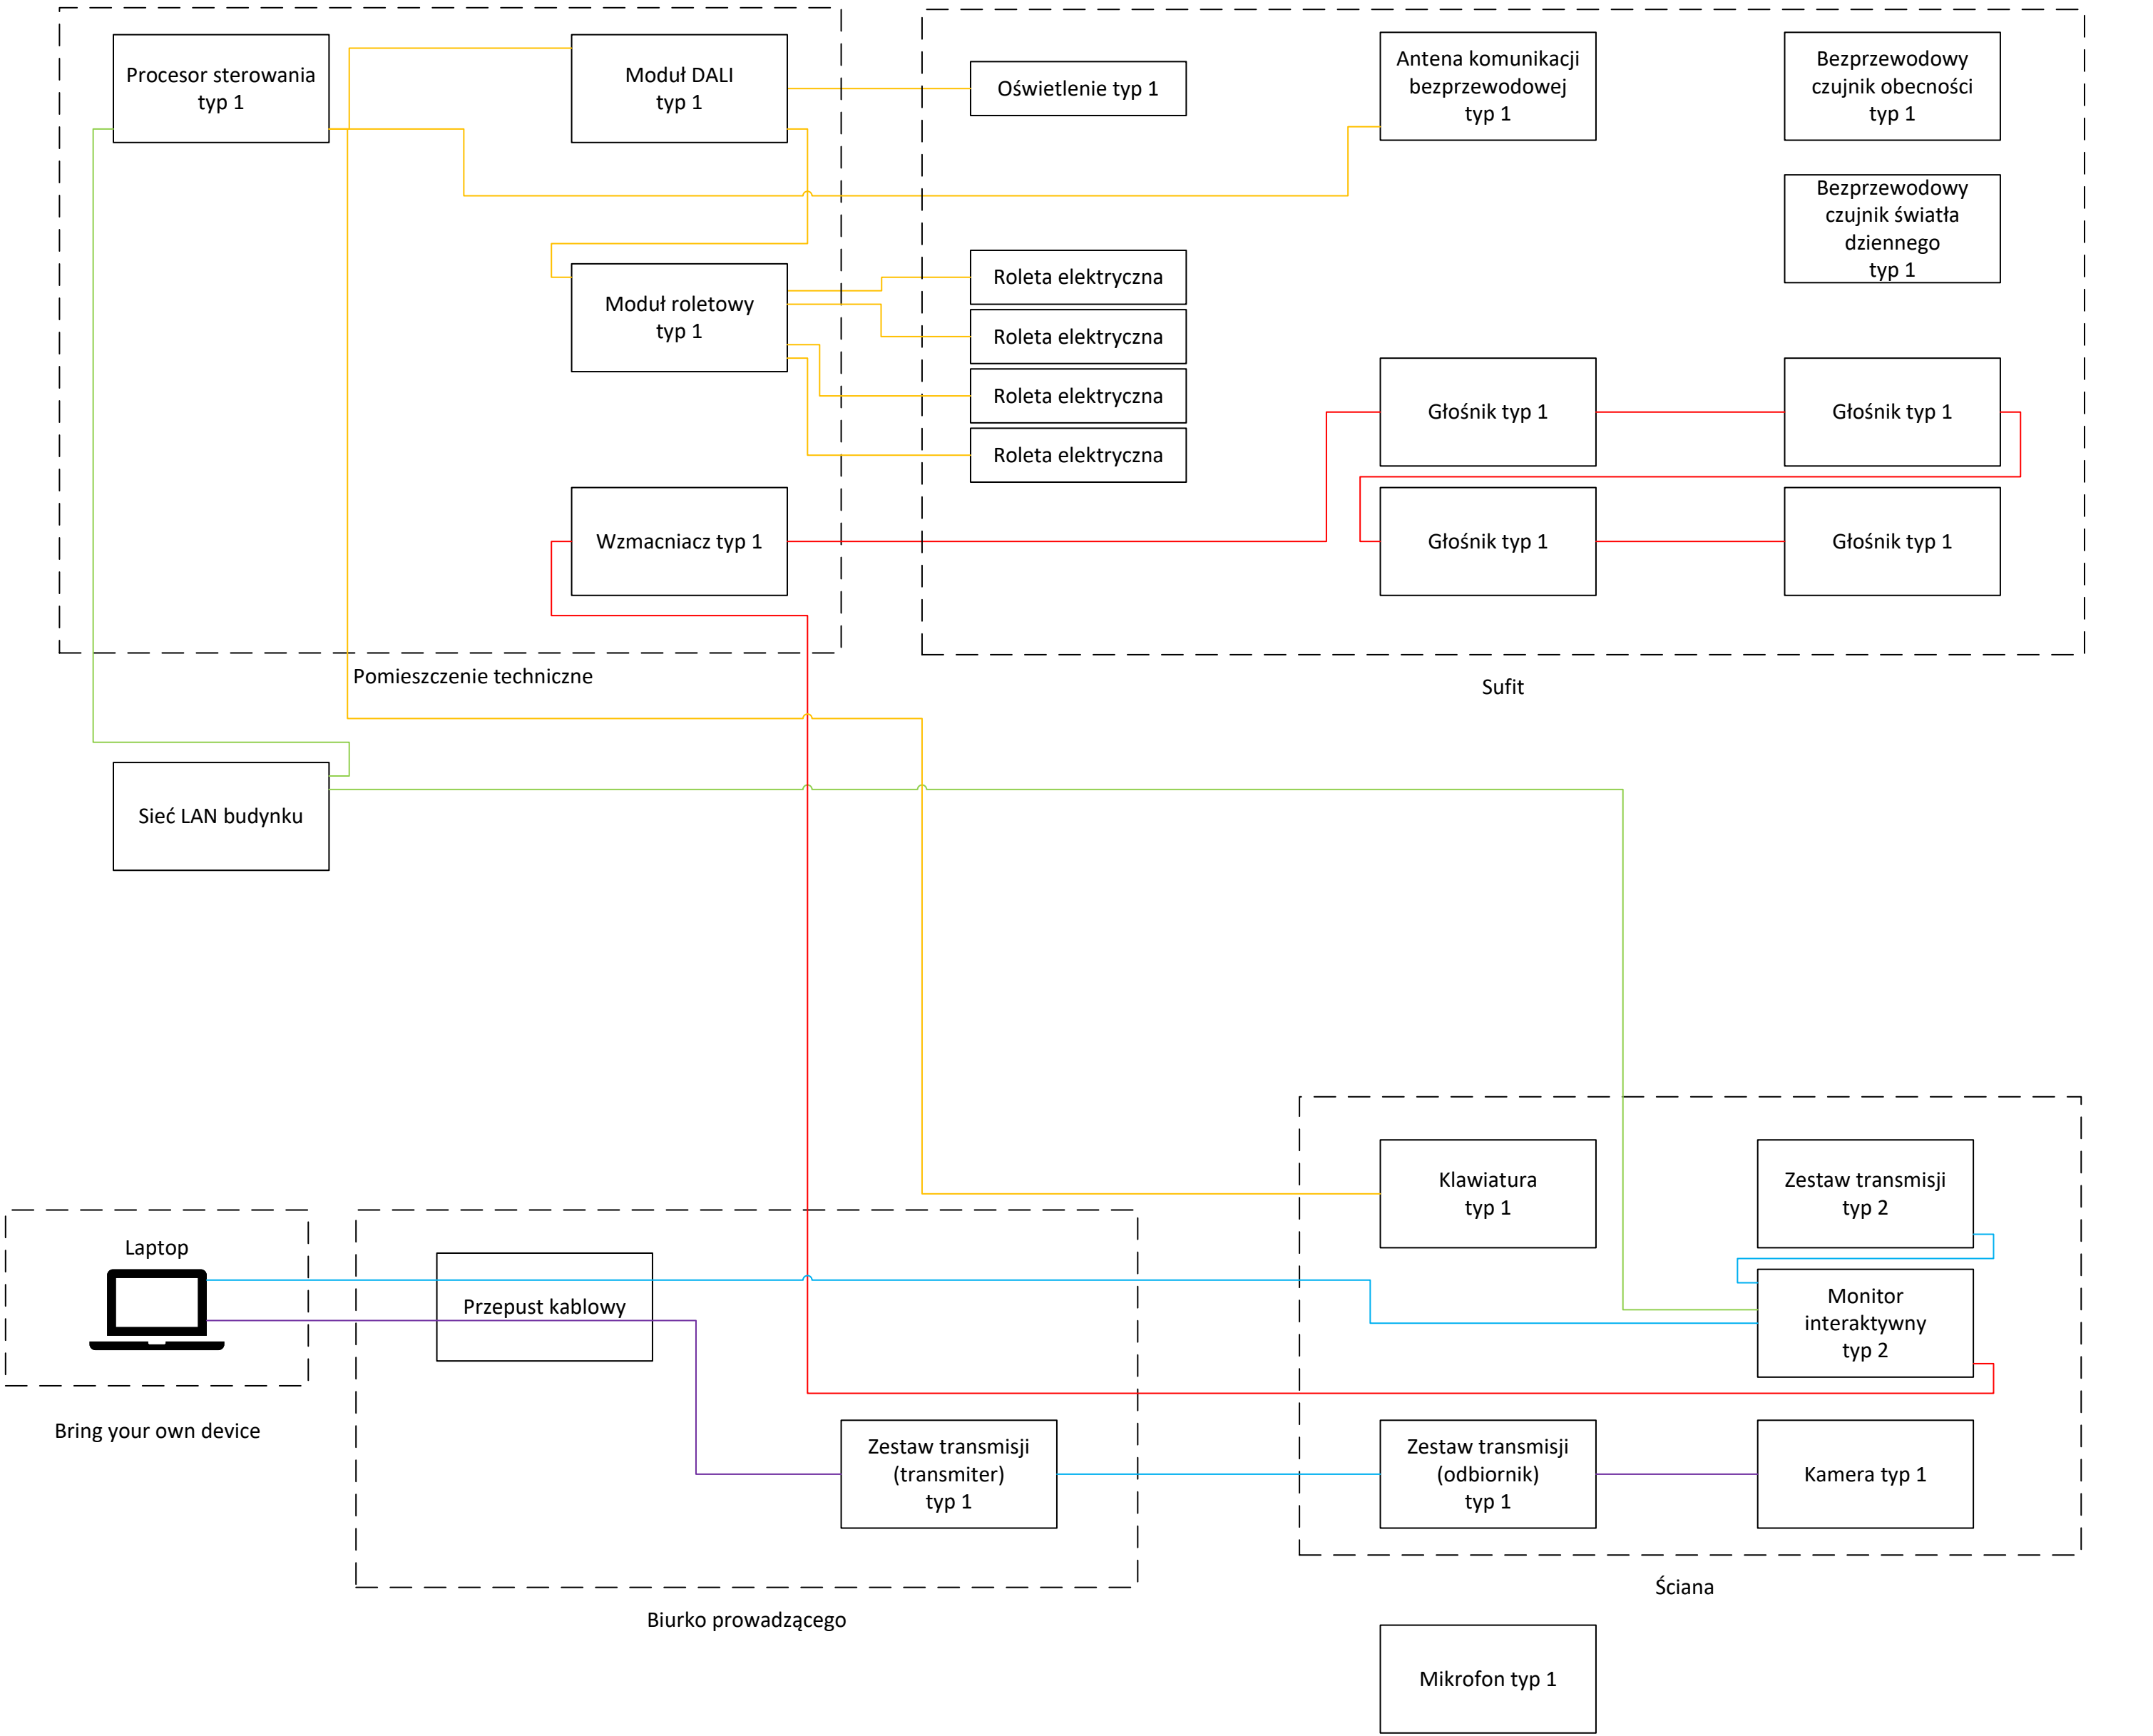 Procesor sterowania
typ 1
Moduł DALI
typ 1
Oświetlenie typ 1
Antena komunikacji
bezprzewodowej
typ 1
Bezprzewodowy
czujnik obecności
typ 1
Bezprzewodowy
czujnik światła
dziennego
typ 1
Moduł roletowy
typ 1
Roleta elektryczna
Roleta elektryczna
Roleta elektryczna
Roleta elektryczna
Głośnik typ 1
Głośnik typ 1
Wzmacniacz typ 1
Głośnik typ 1
Głośnik typ 1
Pomieszczenie techniczne
Sufit
Sieć LAN budynku
Klawiatura
typ 1
Zestaw transmisji
typ 2
Laptop
Przepust kablowy
Monitor
interaktywny
typ 2
Bring your own device
Zestaw transmisji
(transmiter)
typ 1
Zestaw transmisji
(odbiornik)
typ 1
Kamera typ 1
Ściana
Biurko prowadzącego
Mikrofon typ 1